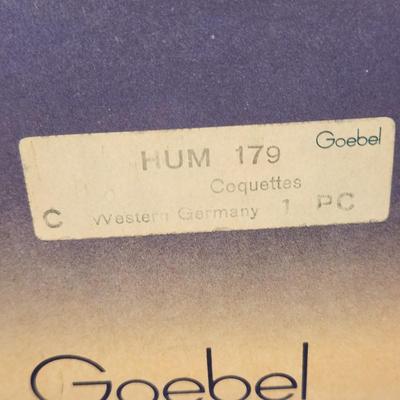 HUM 179 Goebel
Coquettes
C Western Germany 1 PC
Goebel